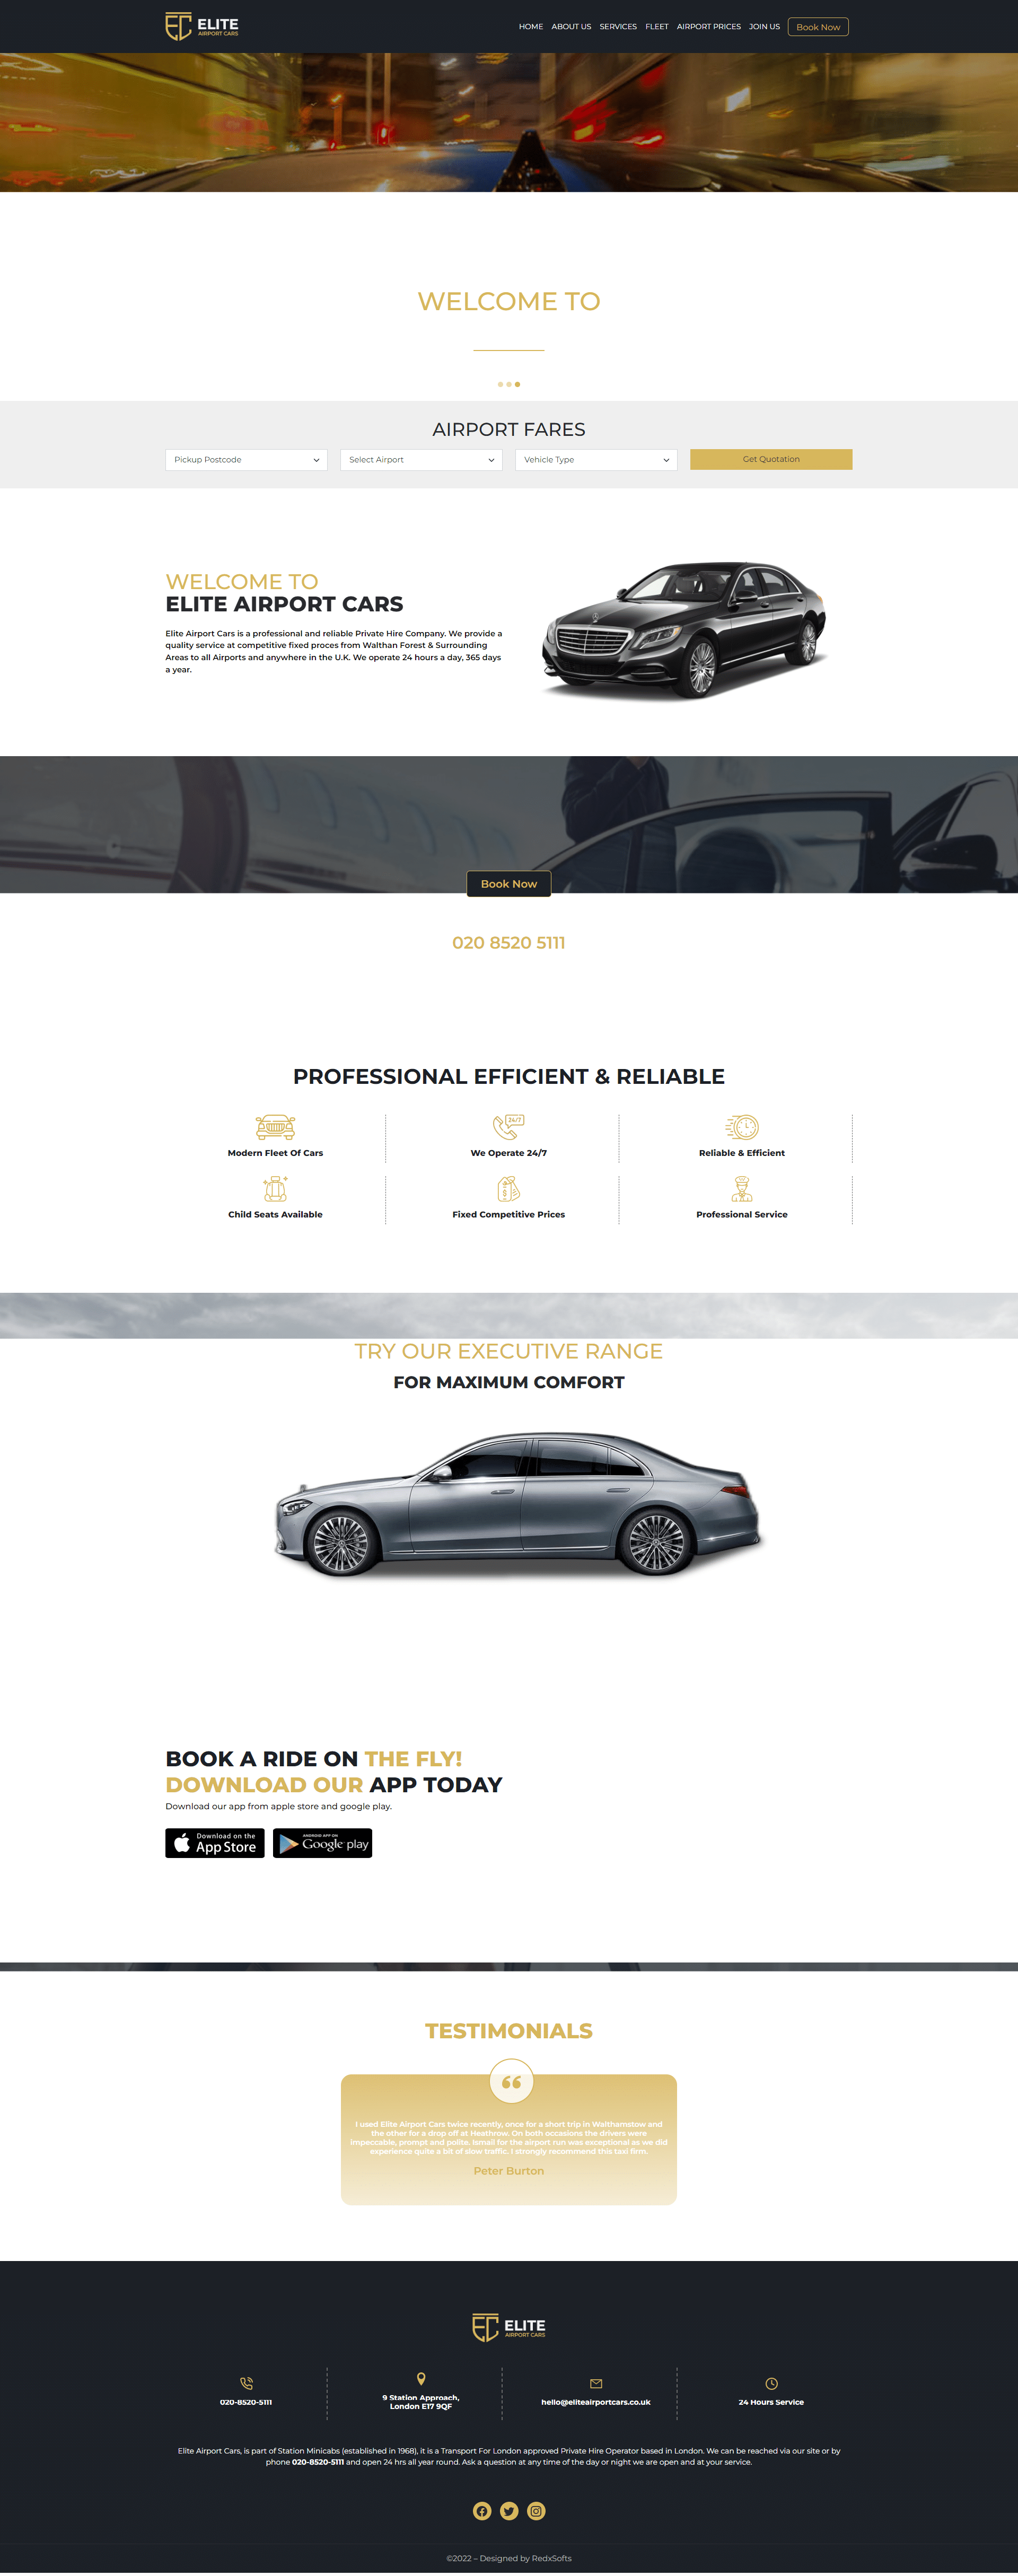 ELITE
AIRPORT CARS
HOME ABOUT US SERVICES FLEET AIRPORT PRICES JOIN US Book Now
WELCOME TO
AIRPORT FARES
Pickup Postcode Select Airport Vehicle Type Get Quotation
WELCOME TO
ELITE AIRPORT CARS
Elite Airport Cars is a professional and reliable Private Hire Company. We provide a
quality service at competitive fixed proces from Walthan Forest & Surrounding
Areas to all Airports and anywhere in the U.K. We operate 24 hours a day, 365 days
a year.
Book Now
020 8520 5111
PROFESSIONAL EFFICIENT & RELIABLE
24/7
Modern Fleet Of Cars We Operate 24/7 Reliable & Efficient
Child Seats Available Fixed Competitive Prices Professional Service
TRY OUR EXECUTIVE RANGE
FOR MAXIMUM COMFORT
BOOK A RIDE ON THE FLY!
DOWNLOAD OUR APP TODAY
Download our app from apple store and google play.
Download on the
App Store
ANDROID APP ON
Google play
TESTIMONIALS
I used Elite Airport Cars twice recently, once for a short trip in Walthamstow and
the other for a drop off at Heathrow. On both occasions the drivers were
impeccable, prompt and polite. Ismail for the airport run was exceptional as we did
experience quite a bit of slow traffic. I strongly recommend this taxi firm.
Peter Burton
ELITE
AIRPORT CARS
020-8520-5111
9 Station Approach,
London E17 9QF
hello@eliteairportcars.co.uk
24 Hours Service
Elite Airport Cars, is part of Station Minicabs (established in 1968), it is a Transport For London approved Private Hire Operator based in London. We can be reached via our site or by
phone 020-8520-5111 and open 24 hrs all year round. Ask a question at any time of the day or night we are open and at your service.
©2022 – Designed by RedxSofts